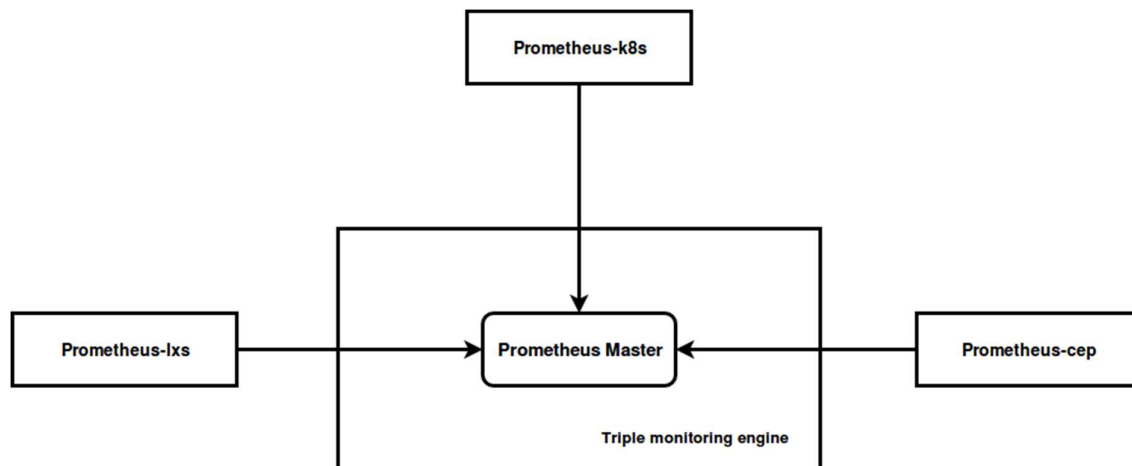 Prometheus-k8s
Prometheus-lxs
Prometheus Master
Prometheus-cep
Triple monitoring engine